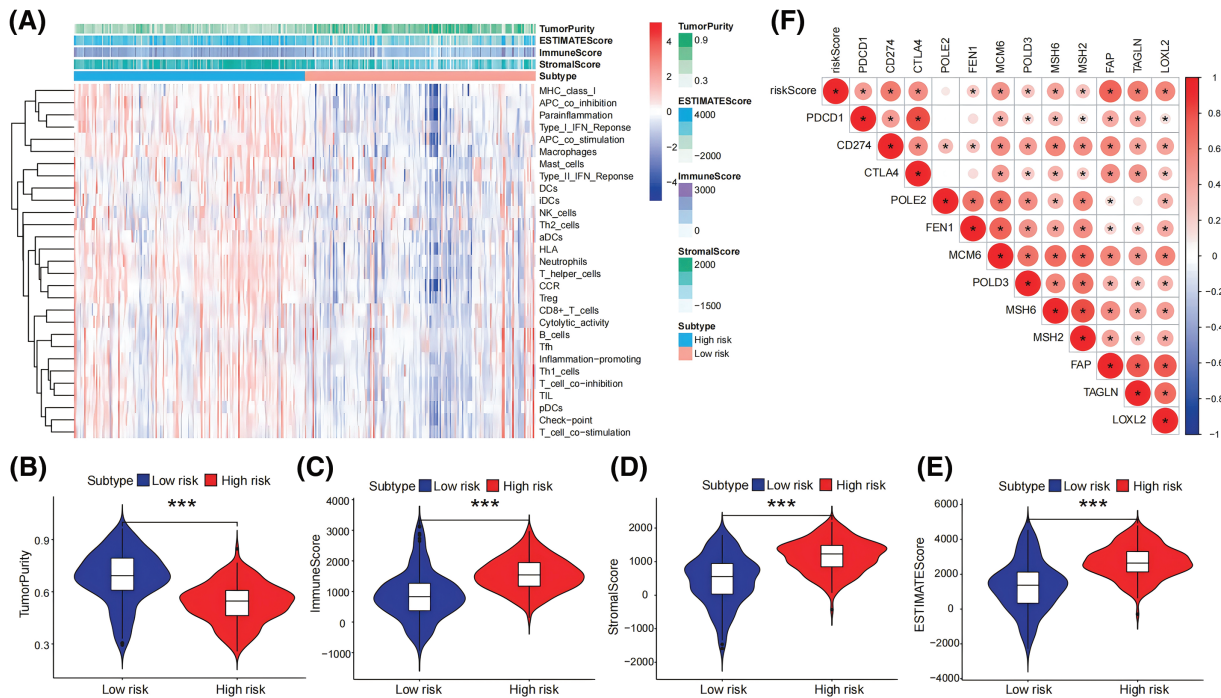 (A)
TumorPurity
ESTIMATEScore
ImmuneScore
StromalScore
Subtype
MHC_class_I
APC_co_inhibition
Parainflammation
Type_I_IFN_Reponse
APC_co_stimulation
Macrophages
Mast_cells
Type_II_IFN_Reponse
DCs
iDCs
NK_cells
Th2_cells
aDCs
HLA
Neutrophils
T_helper_cells
CCR
Treg
CD8+_T_cells
Cytolytic_activity
B_cells
Tfh
Inflammation-promoting
Th1_cells
T_cell_co-inhibition
TIL
pDCs
Check-point
T_cell_co-stimulation
4
2
0
−2
−4
TumorPurity
0.9
0.3
ESTIMATEScore
4000
−2000
ImmuneScore
3000
0
StromalScore
2000
−1500
Subtype
High risk
Low risk
(F)
riskScore
PDCD1
CD274
CTLA4
POLE2
FEN1
MCM6
POLD3
MSH6
MSH2
FAP
TAGLN
LOXL2
riskScore
PDCD1
CD274
CTLA4
POLE2
FEN1
MCM6
POLD3
MSH6
MSH2
FAP
TAGLN
LOXL2
1
0.8
0.6
0.4
0.2
0
−0.2
−0.4
−0.6
−0.8
−1
(B)
Subtype Low risk High risk
***
TumorPurity
0.9
0.6
0.3
Low risk High risk
(C)
Subtype Low risk High risk
***
ImmuneScore
4000
3000
2000
1000
0
−1000
Low risk High risk
(D)
Subtype Low risk High risk
***
StromalScore
2000
1000
0
−1000
−2000
Low risk High risk
(E)
Subtype Low risk High risk
***
ESTIMATEScore
6000
4000
2000
0
−2000
−4000
Low risk High risk